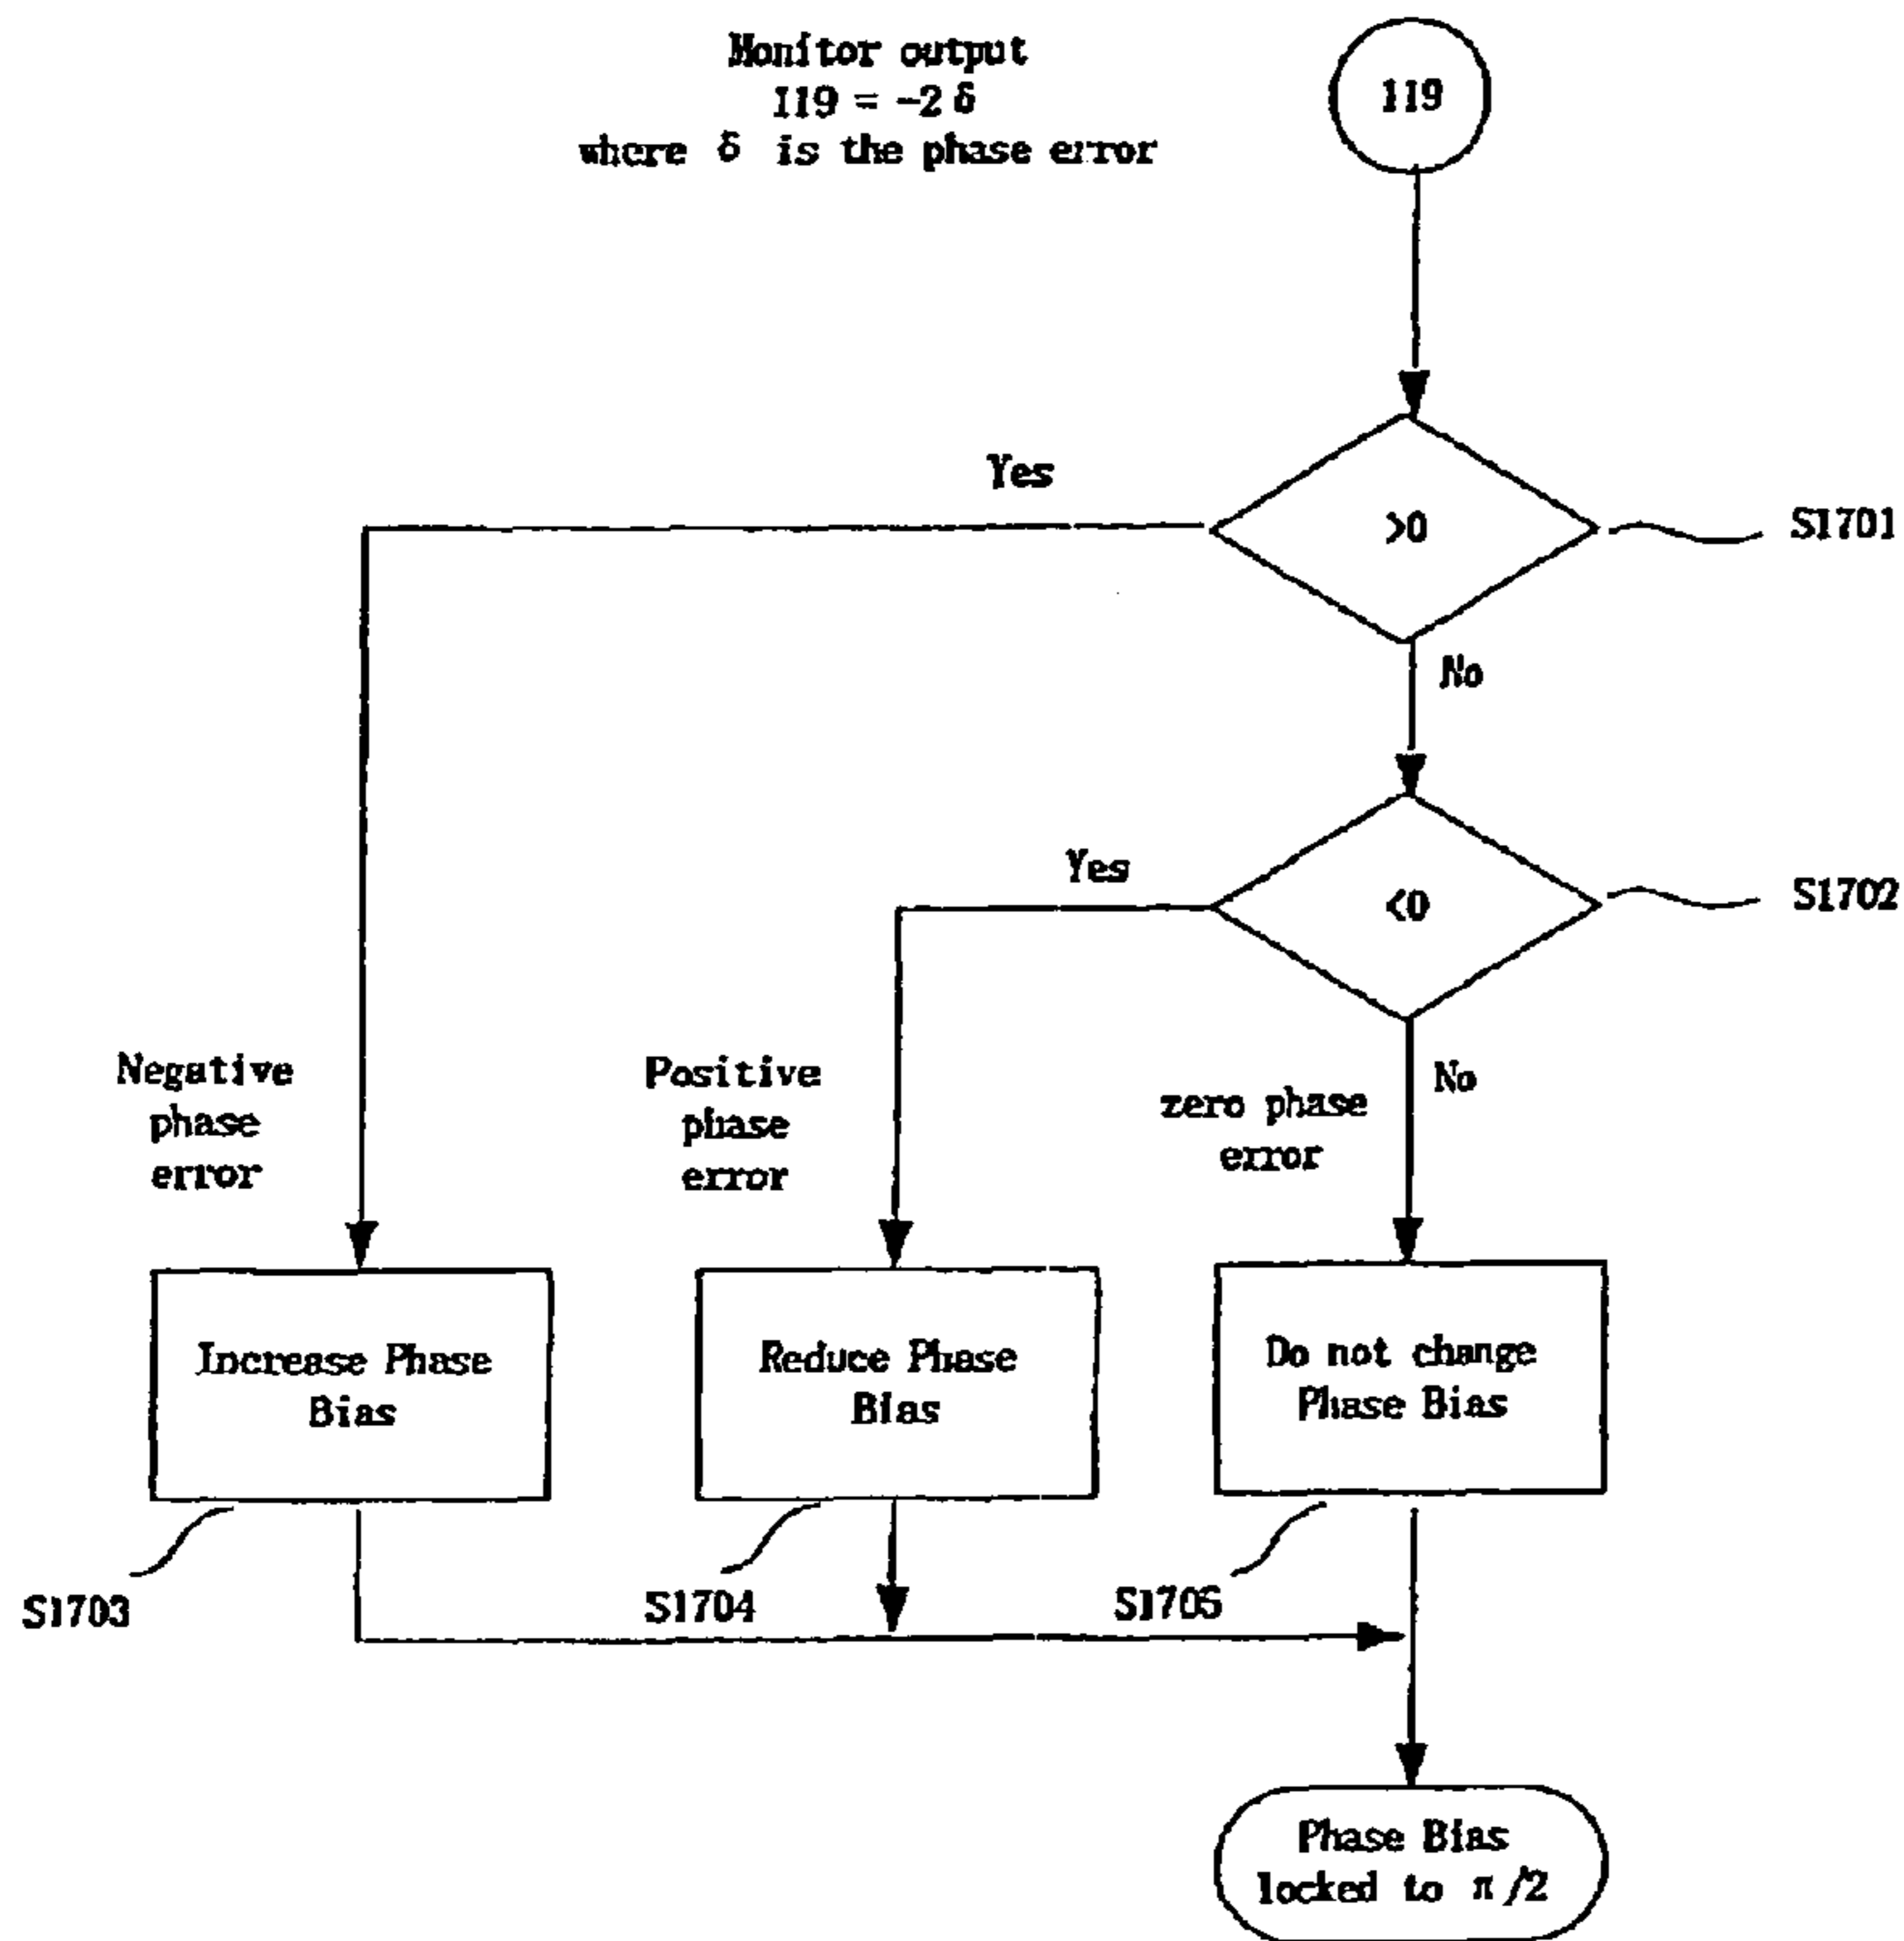 Monitor output
119 = -2 δ
where δ is the phase error
119
Yes
>0
S1701
No
Yes
<0
S1702
Negative
phase
error
Positive
phase
error
zero phase
error
No
Increase Phase
Bias
Reduce Phase
Bias
Do not change
Phase Bias
S1703
S1704
S1705
Phase Bias
locked to π/2